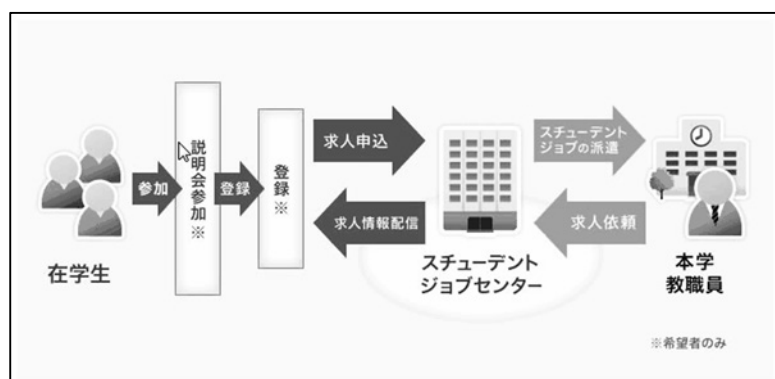 在学生
参加
説明会参加※
登録
登録※
求人申込
求人情報配信
スチューデント
ジョブセンター
スチューデント
ジョブの派遣
求人依頼
本学
教職員
※希望者のみ